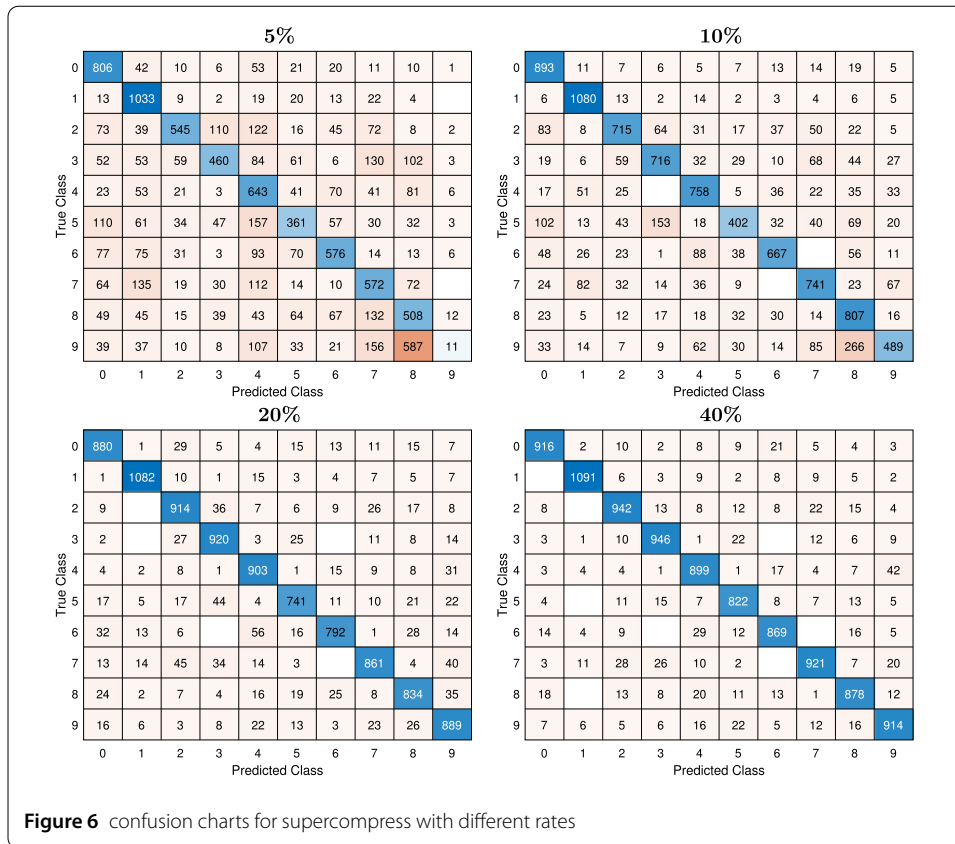 5%
10%
0 806 42 10 6 53 21 20 11 10 1
1 13 1033 9 2 19 20 13 22 4
2 73 39 545 110 122 16 45 72 8 2
3 52 53 59 460 84 61 6 130 102 3
4 23 53 21 3 643 41 70 41 81 6
5 110 61 34 47 157 361 57 30 32 3
6 77 75 31 3 93 70 576 14 13 6
7 64 135 19 30 112 14 10 572 72
8 49 45 15 39 43 64 67 132 508 12
9 39 37 10 8 107 33 21 156 587 11
0 1 2 3 4 5 6 7 8 9
Predicted Class
True Class
0 893 11 7 6 5 7 13 14 19 5
1 6 1080 13 2 14 2 3 4 6 5
2 83 8 715 64 31 17 37 50 22 5
3 19 6 59 716 32 29 10 68 44 27
4 17 51 25 758 5 36 22 35 33
5 102 13 43 153 18 402 32 40 69 20
6 48 26 23 1 88 38 667 56 11
7 24 82 32 14 36 9 741 23 67
8 23 5 12 17 18 32 30 14 807 16
9 33 14 7 9 62 30 14 85 266 489
0 1 2 3 4 5 6 7 8 9
Predicted Class
True Class
20%
40%
0 880 1 29 5 4 15 13 11 15 7
1 1 1082 10 1 15 3 4 7 5 7
2 9 914 36 7 6 9 26 17 8
3 2 27 920 3 25 11 8 14
4 4 2 8 1 903 1 15 9 8 31
5 17 5 17 44 4 741 11 10 21 22
6 32 13 6 56 16 792 1 28 14
7 13 14 45 34 14 3 861 4 40
8 24 2 7 4 16 19 25 8 834 35
9 16 6 3 8 22 13 3 23 26 889
0 1 2 3 4 5 6 7 8 9
Predicted Class
True Class
0 916 2 10 2 8 9 21 5 4 3
1 1091 6 3 9 2 8 9 5 2
2 8 942 13 8 12 8 22 15 4
3 3 1 10 946 1 22 12 6 9
4 3 4 4 1 899 1 17 4 7 42
5 4 11 15 7 822 8 7 13 5
6 14 4 9 29 12 869 16 5
7 3 11 28 26 10 2 921 7 20
8 18 13 8 20 11 13 1 878 12
9 7 6 5 6 16 22 5 12 16 914
0 1 2 3 4 5 6 7 8 9
Predicted Class
True Class
Figure 6 confusion charts for supercompress with different rates